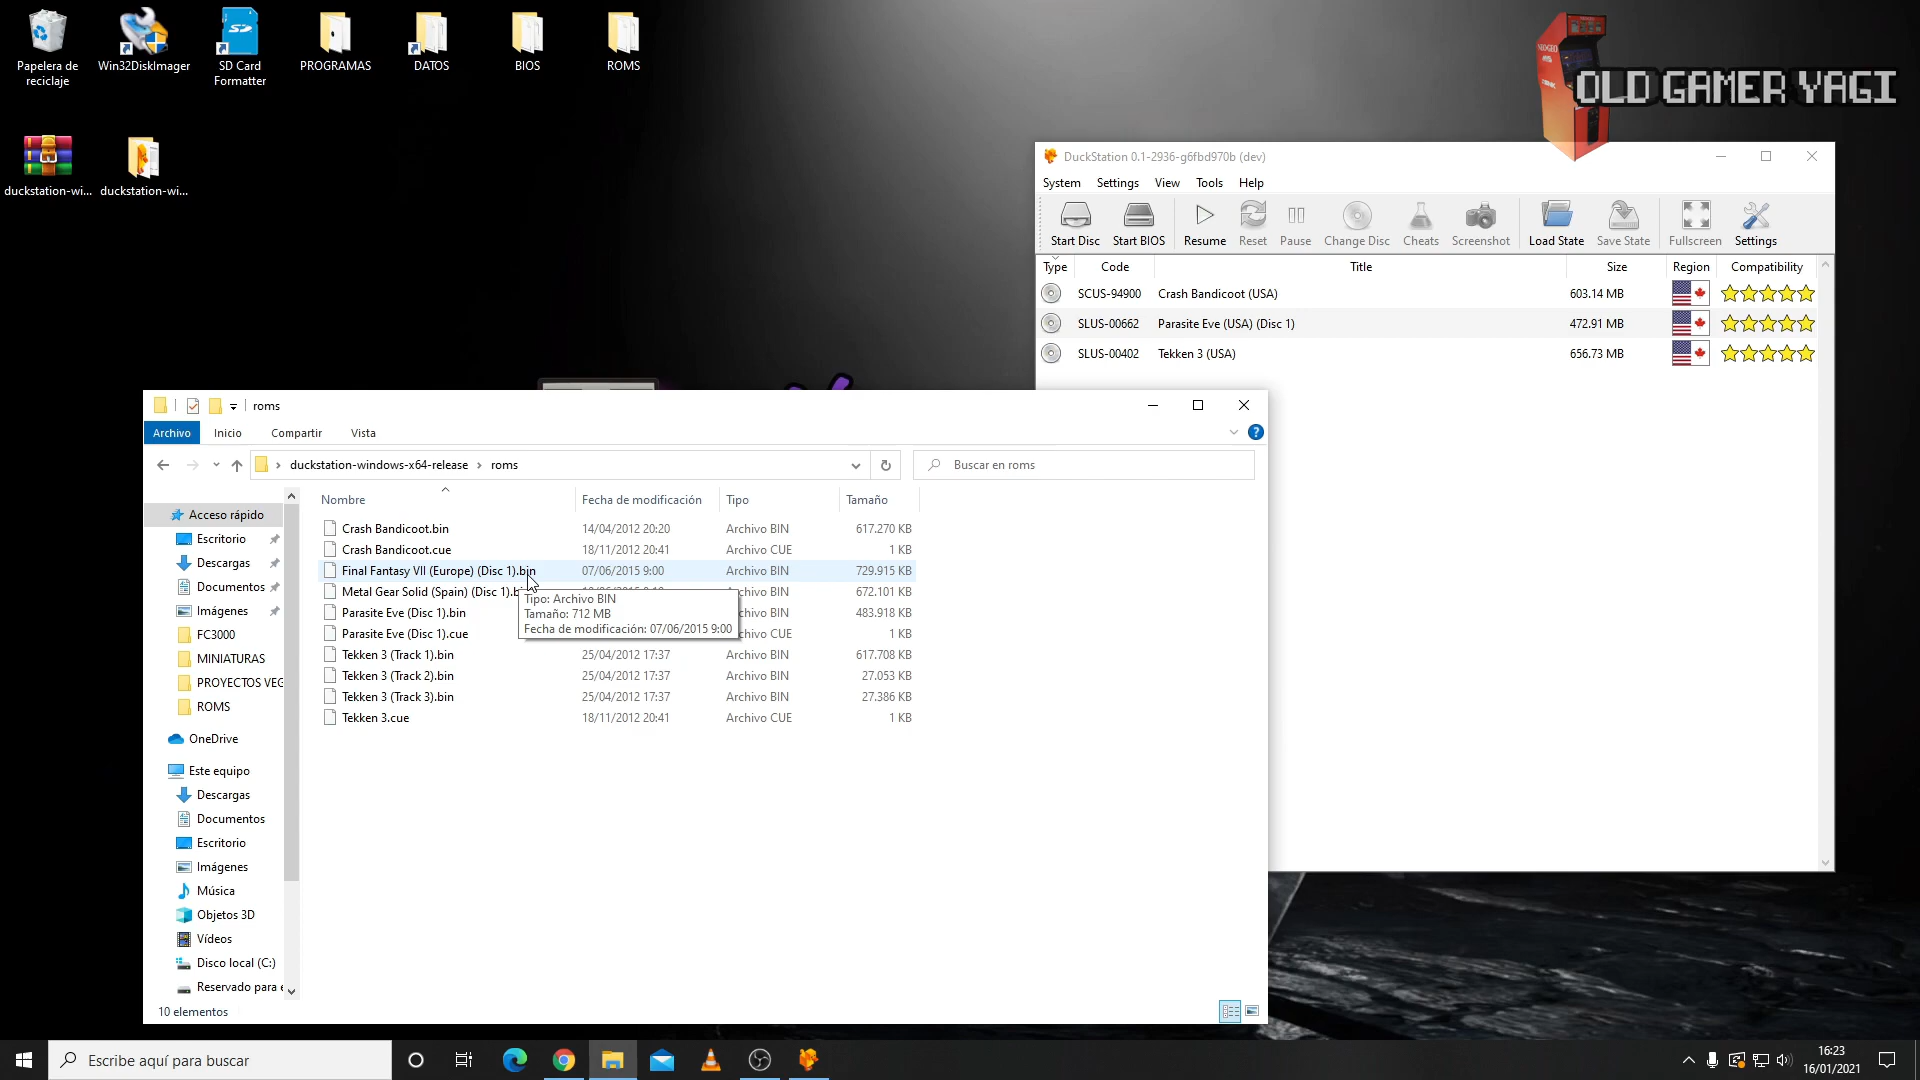 Papelera de
reciclaje
Win32DiskImager
SD Card
Formatter
PROGRAMAS
DATOS
BIOS
ROMS
duckstation-wi...
duckstation-wi...
OLD GAMER YAGI
DuckStation 0.1-2936-g6fbd970b (dev)
System Settings View Tools Help
Start Disc Start BIOS Resume Reset Pause Change Disc Cheats Screenshot Load State Save State Fullscreen Settings
Type Code Title Size Region Compatibility
SCUS-94900 Crash Bandicoot (USA) 603.14 MB
SLUS-00662 Parasite Eve (USA) (Disc 1) 472.91 MB
SLUS-00402 Tekken 3 (USA) 656.73 MB
roms
Archivo Inicio Compartir Vista
duckstation-windows-x64-release › roms
Buscar en roms
Acceso rápido
Escritorio
Descargas
Documentos
Imágenes
FC3000
MINIATURAS
PROYECTOS VEG
ROMS
OneDrive
Este equipo
Descargas
Documentos
Escritorio
Imágenes
Música
Objetos 3D
Vídeos
Disco local (C:)
Reservado para e
Nombre Fecha de modificación Tipo Tamaño
Crash Bandicoot.bin 14/04/2012 20:20 Archivo BIN 617.270 KB
Crash Bandicoot.cue 18/11/2012 20:41 Archivo CUE 1 KB
Final Fantasy VII (Europe) (Disc 1).bin 07/06/2015 9:00 Archivo BIN 729.915 KB
Metal Gear Solid (Spain) (Disc 1).b Archivo BIN 672.101 KB
Parasite Eve (Disc 1).bin BIN 483.918 KB
Parasite Eve (Disc 1).cue CUE 1 KB
Tekken 3 (Track 1).bin 25/04/2012 17:37 Archivo BIN 617.708 KB
Tekken 3 (Track 2).bin 25/04/2012 17:37 Archivo BIN 27.053 KB
Tekken 3 (Track 3).bin 25/04/2012 17:37 Archivo BIN 27.386 KB
Tekken 3.cue 18/11/2012 20:41 Archivo CUE 1 KB
Tipo: Archivo BIN
Tamaño: 712 MB
Fecha de modificación: 07/06/2015 9:00
10 elementos
Escribe aquí para buscar
16:23
16/01/2021